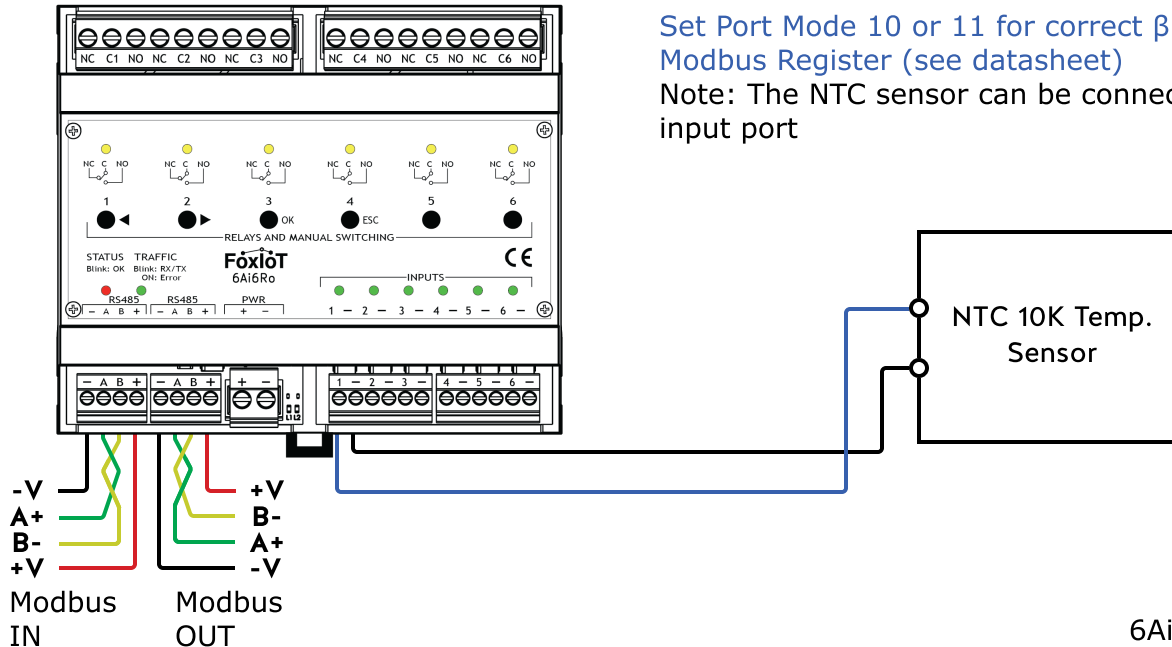 Set Port Mode 10 or 11 for correct β
Modbus Register (see datasheet)
Note: The NTC sensor can be connec
input port
NC C1 NO NC C2 NO NC C3 NO
NC C4 NO NC C5 NO NC C6 NO
NC C NO NC C NO NC C NO NC C NO NC C NO NC C NO
1 2 3 4 5 6
OK ESC
RELAYS AND MANUAL SWITCHING
STATUS TRAFFIC
Blink: OK Blink: RX/TX
ON: Error
FoxIoT
6Ai6Ro
CE
INPUTS
RS485 RS485 PWR
– A B + – A B + + –
1 – 2 – 3 – 4 – 5 – 6 –
– A B + – A B + + –
1 – 2 – 3 – 4 – 5 – 6 –
L1 L2
NTC 10K Temp.
Sensor
-V +V
A+ B-
B- A+
+V -V
Modbus
IN
Modbus
OUT
6Ai